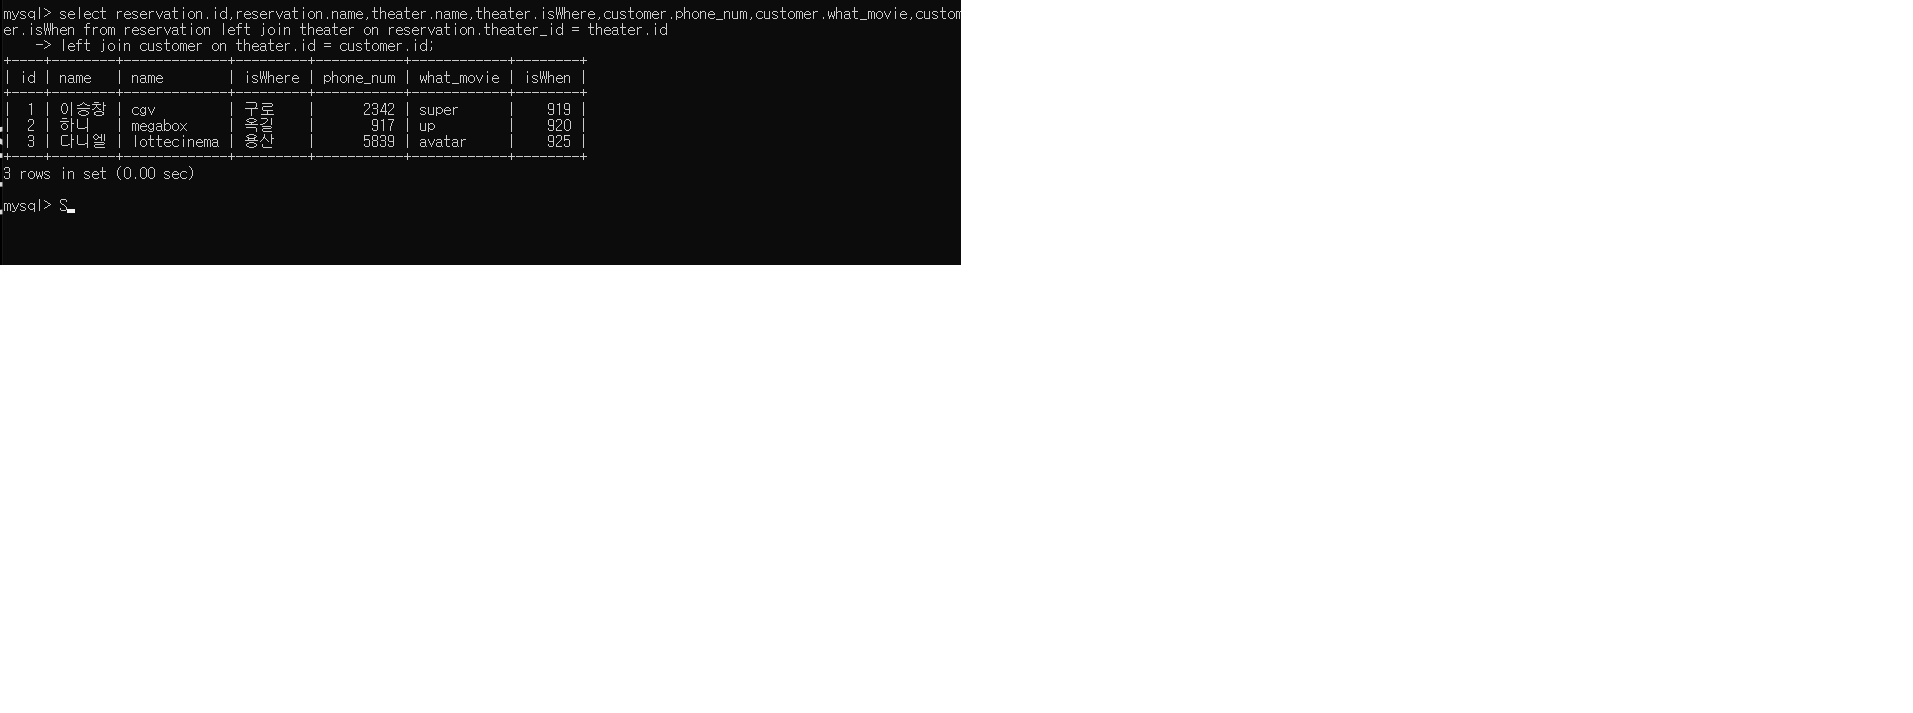 mysql> select reservation.id,reservation.name,theater.name,theater.isWhere,customer.phone_num,customer.what_movie,custom
er.isWhen from reservation left join theater on reservation.theater_id = theater.id
    -> left join customer on theater.id = customer.id;
+----+--------+-------------+---------+-----------+------------+--------+
| id | name   | name        | isWhere | phone_num | what_movie | isWhen |
+----+--------+-------------+---------+-----------+------------+--------+
|  1 | 이승창 | cgv         | 구로    |      2342 | super      |    919 |
|  2 | 하니   | megabox     | 옥길    |       917 | up         |    920 |
|  3 | 다니엘 | lottecinema | 용산    |      5839 | avatar     |    925 |
+----+--------+-------------+---------+-----------+------------+--------+
3 rows in set (0.00 sec)
mysql> S